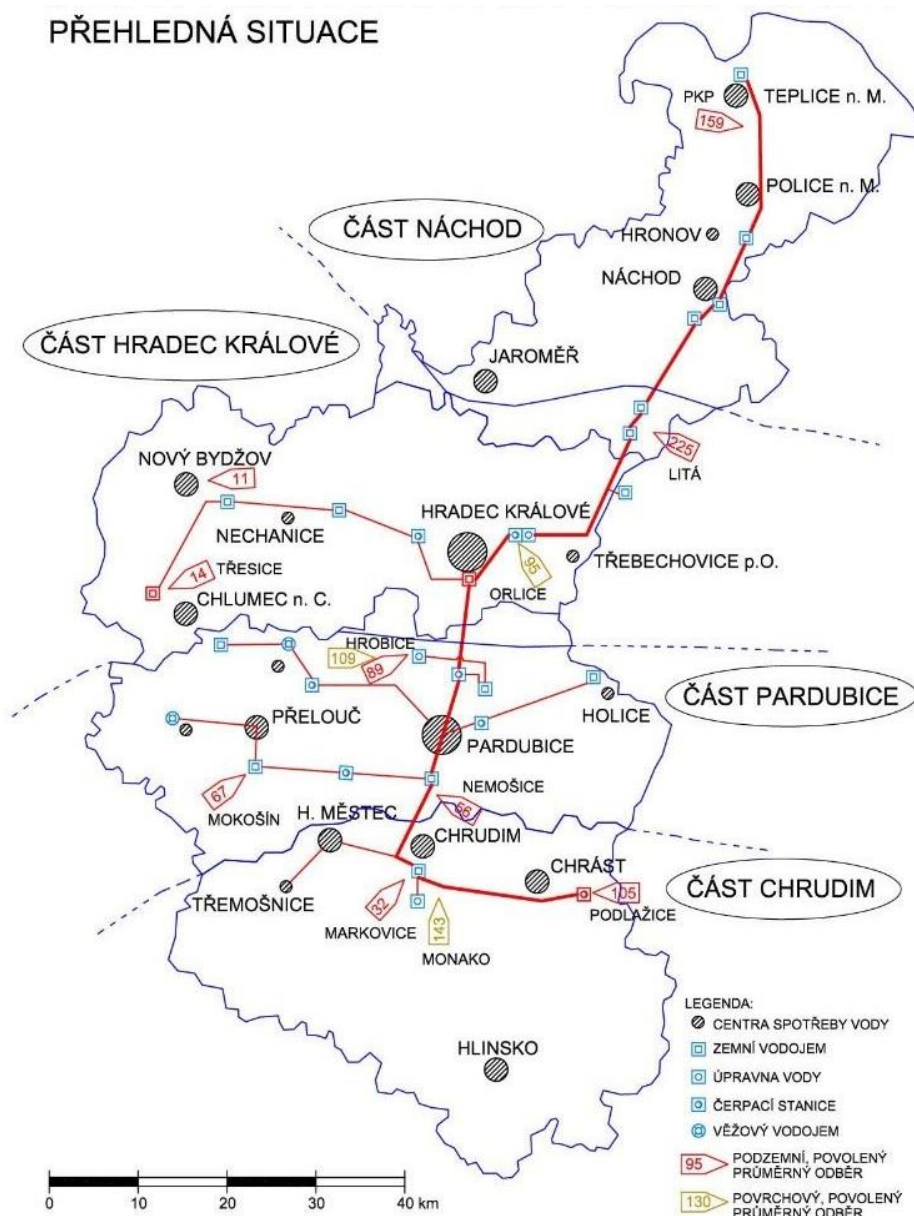 PŘEHLEDNÁ SITUACE
PKP
TEPLICE n. M.
159
POLICE n. M.
ČÁST NÁCHOD
HRONOV
NÁCHOD
ČÁST HRADEC KRÁLOVÉ
JAROMĚŘ
225
LITÁ
NOVÝ BYDŽOV
11
HRADEC KRÁLOVÉ
NECHANICE
TŘEBECHOVICE p.O.
95
14
TŘESICE
ORLICE
CHLUMEC n. C.
HROBICE
109
89
ČÁST PARDUBICE
HOLICE
PŘELOUČ
PARDUBICE
67
MOKOŠÍN
NEMOŠICE
56
H. MĚSTEC
CHRUDIM
CHRÁST
ČÁST CHRUDIM
105
PODLAŽICE
TŘEMOŠNICE
32
MARKOVICE
143
MONAKO
HLINSKO
LEGENDA:
CENTRA SPOTŘEBY VODY
ZEMNÍ VODOJEM
ÚPRAVNA VODY
ČERPACÍ STANICE
VĚŽOVÝ VODOJEM
95 PODZEMNÍ, POVOLENÝ
PRŮMĚRNÝ ODBĚR
130 POVRCHOVÝ, POVOLENÝ
PRŮMĚRNÝ ODBĚR
0 10 20 30 40 km